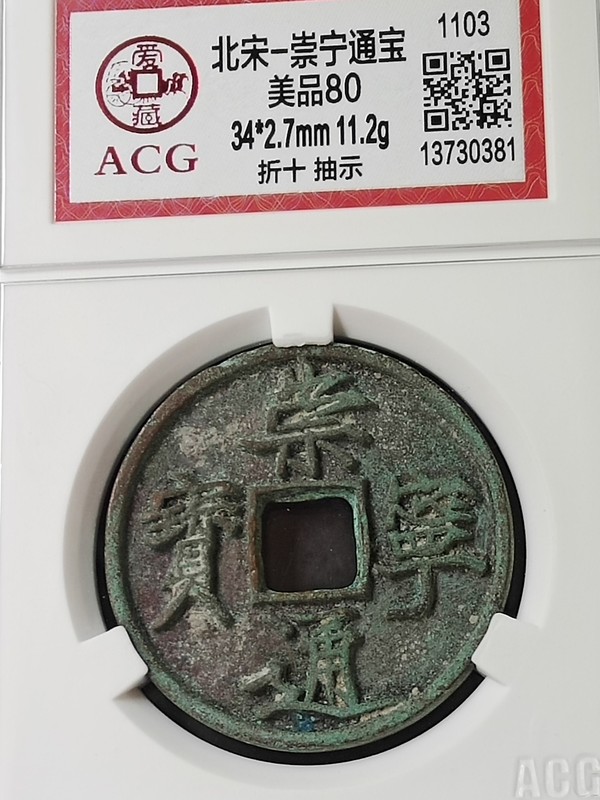 爱
藏
ACG
北宋-崇宁通宝
美品80
34*2.7mm 11.2g
折十 抽示
1103
13730381
崇
寧
通
寶
ACG